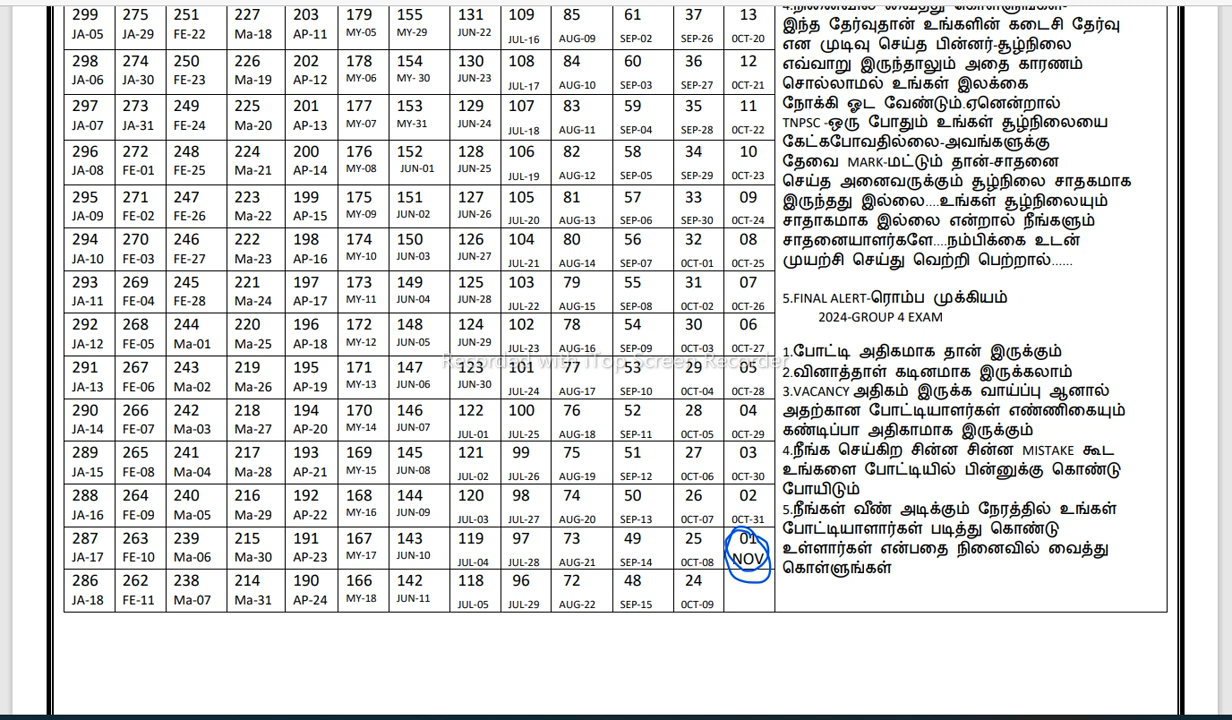 299 275 251 227 203 179 155 131 109 85 61 37 13
JA-05 JA-29 FE-22 Ma-18 AP-11 MY-05 MY-29 JUN-22 JUL-16 AUG-09 SEP-02 SEP-26 0CT-20
298 274 250 226 202 178 154 130 108 84 60 36 12
JA-06 JA-30 FE-23 Ma-19 AP-12 MY-06 MY- 30 JUN-23 JUL-17 AUG-10 SEP-03 SEP-27 0CT-21
297 273 249 225 201 177 153 129 107 83 59 35 11
JA-07 JA-31 FE-24 Ma-20 AP-13 MY-07 MY-31 JUN-24 JUL-18 AUG-11 SEP-04 SEP-28 0CT-22
296 272 248 224 200 176 152 128 106 82 58 34 10
JA-08 FE-01 FE-25 Ma-21 AP-14 MY-08 JUN-01 JUN-25 JUL-19 AUG-12 SEP-05 SEP-29 0CT-23
295 271 247 223 199 175 151 127 105 81 57 33 09
JA-09 FE-02 FE-26 Ma-22 AP-15 MY-09 JUN-02 JUN-26 JUL-20 AUG-13 SEP-06 SEP-30 0CT-24
294 270 246 222 198 174 150 126 104 80 56 32 08
JA-10 FE-03 FE-27 Ma-23 AP-16 MY-10 JUN-03 JUN-27 JUL-21 AUG-14 SEP-07 0CT-01 0CT-25
293 269 245 221 197 173 149 125 103 79 55 31 07
JA-11 FE-04 FE-28 Ma-24 AP-17 MY-11 JUN-04 JUN-28 JUL-22 AUG-15 SEP-08 0CT-02 0CT-26
292 268 244 220 196 172 148 124 102 78 54 30 06
JA-12 FE-05 Ma-01 Ma-25 AP-18 MY-12 JUN-05 JUN-29 JUL-23 AUG-16 SEP-09 0CT-03 0CT-27
291 267 243 219 195 171 147 123 101 77 53 29 05
JA-13 FE-06 Ma-02 Ma-26 AP-19 MY-13 JUN-06 JUN-30 JUL-24 AUG-17 SEP-10 0CT-04 0CT-28
290 266 242 218 194 170 146 122 100 76 52 28 04
JA-14 FE-07 Ma-03 Ma-27 AP-20 MY-14 JUN-07 JUL-01 JUL-25 AUG-18 SEP-11 0CT-05 0CT-29
289 265 241 217 193 169 145 121 99 75 51 27 03
JA-15 FE-08 Ma-04 Ma-28 AP-21 MY-15 JUN-08 JUL-02 JUL-26 AUG-19 SEP-12 0CT-06 0CT-30
288 264 240 216 192 168 144 120 98 74 50 26 02
JA-16 FE-09 Ma-05 Ma-29 AP-22 MY-16 JUN-09 JUL-03 JUL-27 AUG-20 SEP-13 0CT-07 0CT-31
287 263 239 215 191 167 143 119 97 73 49 25 01
JA-17 FE-10 Ma-06 Ma-30 AP-23 MY-17 JUN-10 JUL-04 JUL-28 AUG-21 SEP-14 0CT-08 NOV
286 262 238 214 190 166 142 118 96 72 48 24
JA-18 FE-11 Ma-07 Ma-31 AP-24 MY-18 JUN-11 JUL-05 JUL-29 AUG-22 SEP-15 0CT-09
இந்த தேர்வுதான் உங்களின் கடைசி தேர்வு
என முடிவு செய்த பின்னர்-சூழ்நிலை
எவ்வாறு இருந்தாலும் அதை காரணம்
சொல்லாமல் உங்கள் இலக்கை
நோக்கி ஓட வேண்டும்.ஏனென்றால்
TNPSC -ஒரு போதும் உங்கள் சூழ்நிலையை
கேட்கபோவதில்லை-அவங்களுக்கு
தேவை MARK-மட்டும் தான்-சாதனை
செய்த அனைவருக்கும் சூழ்நிலை சாதகமாக
இருந்தது இல்லை....உங்கள் சூழ்நிலையும்
சாதாகமாக இல்லை என்றால் நீங்களும்
சாதனையாளர்களே....நம்பிக்கை உடன்
முயற்சி செய்து வெற்றி பெற்றால்......
5.FINAL ALERT-ரொம்ப முக்கியம்
2024-GROUP 4 EXAM
1.போட்டி அதிகமாக தான் இருக்கும்
2.வினாத்தாள் கடினமாக இருக்கலாம்
3.VACANCY அதிகம் இருக்க வாய்ப்பு ஆனால்
அதற்கான போட்டியாளர்கள் எண்ணிகையும்
கண்டிப்பா அதிகாமாக இருக்கும்
4.நீங்க செய்கிற சின்ன சின்ன MISTAKE கூட
உங்களை போட்டியில் பின்னுக்கு கொண்டு
போயிடும்
5.நீங்கள் வீண் அடிக்கும் நேரத்தில் உங்கள்
போட்டியாளார்கள் படித்து கொண்டு
உள்ளார்கள் என்பதை நினைவில் வைத்து
கொள்ளுங்கள்
Recorded with iTop Screen Recorder